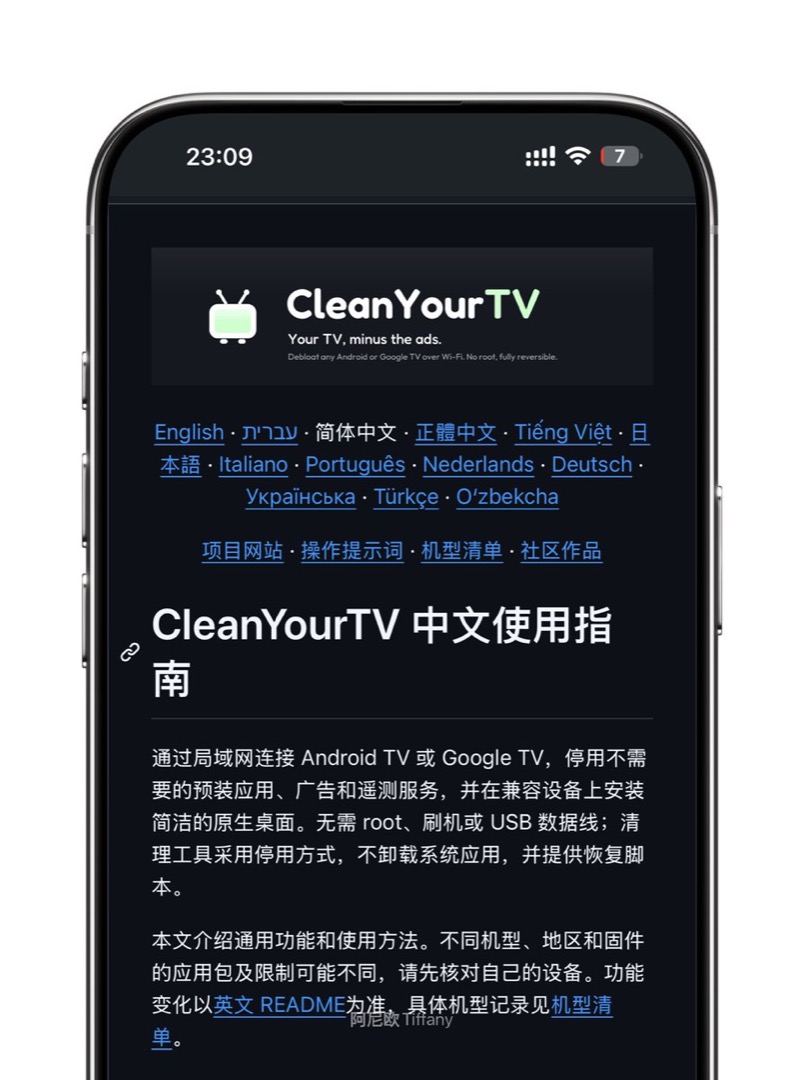 23:09
7
CleanYourTV
Your TV, minus the ads.
Debloat any Android or Google TV over Wi-Fi. No root, fully reversible.
English · עברית · 简体中文 · 正體中文 · Tiếng Việt · 日
本語 · Italiano · Português · Nederlands · Deutsch ·
Українська · Türkçe · Oʻzbekcha
项目网站 · 操作提示词 · 机型清单 · 社区作品
CleanYourTV 中文使用指
南
通过局域网连接 Android TV 或 Google TV，停用不需
要的预装应用、广告和遥测服务，并在兼容设备上安装
简洁的原生桌面。无需 root、刷机或 USB 数据线；清
理工具采用停用方式，不卸载系统应用，并提供恢复脚
本。
本文介绍通用功能和使用方法。不同机型、地区和固件
的应用包及限制可能不同，请先核对自己的设备。功能
变化以英文 README为准，具体机型记录见机型清
单。
阿尼欧Tiffany